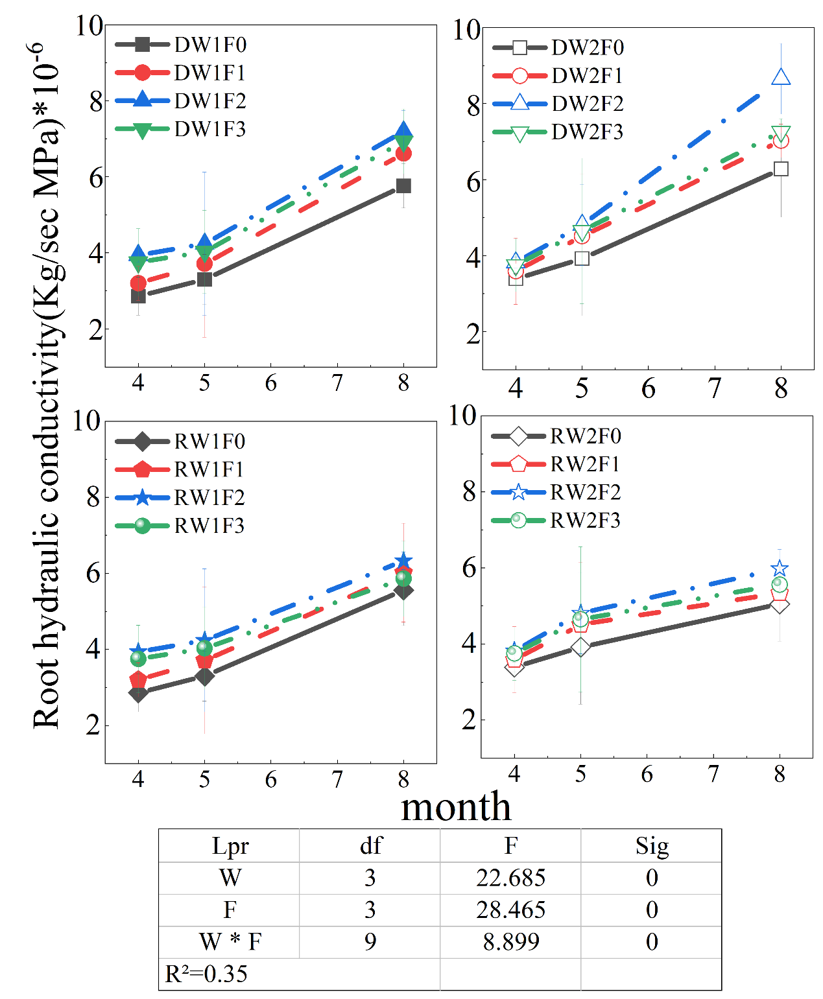 Root hydraulic conductivity(Kg/sec MPa)*10⁻⁶
10
8
6
4
2
DW1F0
DW1F1
DW1F2
DW1F3
4 5 6 7 8
10
8
6
4
2
DW2F0
DW2F1
DW2F2
DW2F3
4 5 6 7 8
10
8
6
4
2
RW1F0
RW1F1
RW1F2
RW1F3
4 5 6 7 8
10
8
6
4
2
RW2F0
RW2F1
RW2F2
RW2F3
4 5 6 7 8
month
Lpr df F Sig
W 3 22.685 0
F 3 28.465 0
W * F 9 8.899 0
R²=0.35